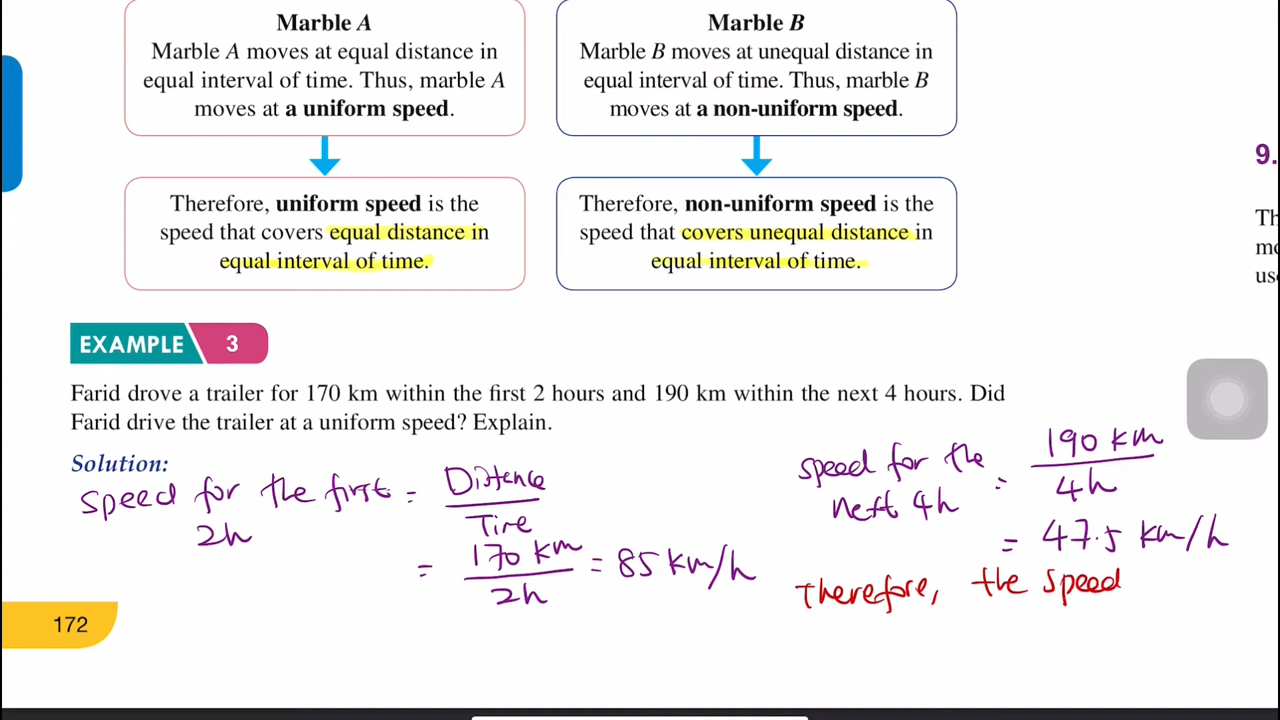 Marble A
Marble A moves at equal distance in
equal interval of time. Thus, marble A
moves at a uniform speed.
Marble B
Marble B moves at unequal distance in
equal interval of time. Thus, marble B
moves at a non-uniform speed.
Therefore, uniform speed is the
speed that covers equal distance in
equal interval of time.
Therefore, non-uniform speed is the
speed that covers unequal distance in
equal interval of time.
9.
EXAMPLE 3
Farid drove a trailer for 170 km within the first 2 hours and 190 km within the next 4 hours. Did
Farid drive the trailer at a uniform speed? Explain.
Solution:
Speed for the first 2h = Distance / Time
= 170 km / 2h = 85 km/h
speed for the next 4h = 190 km / 4h
= 47.5 km/h
Therefore, the speed
172